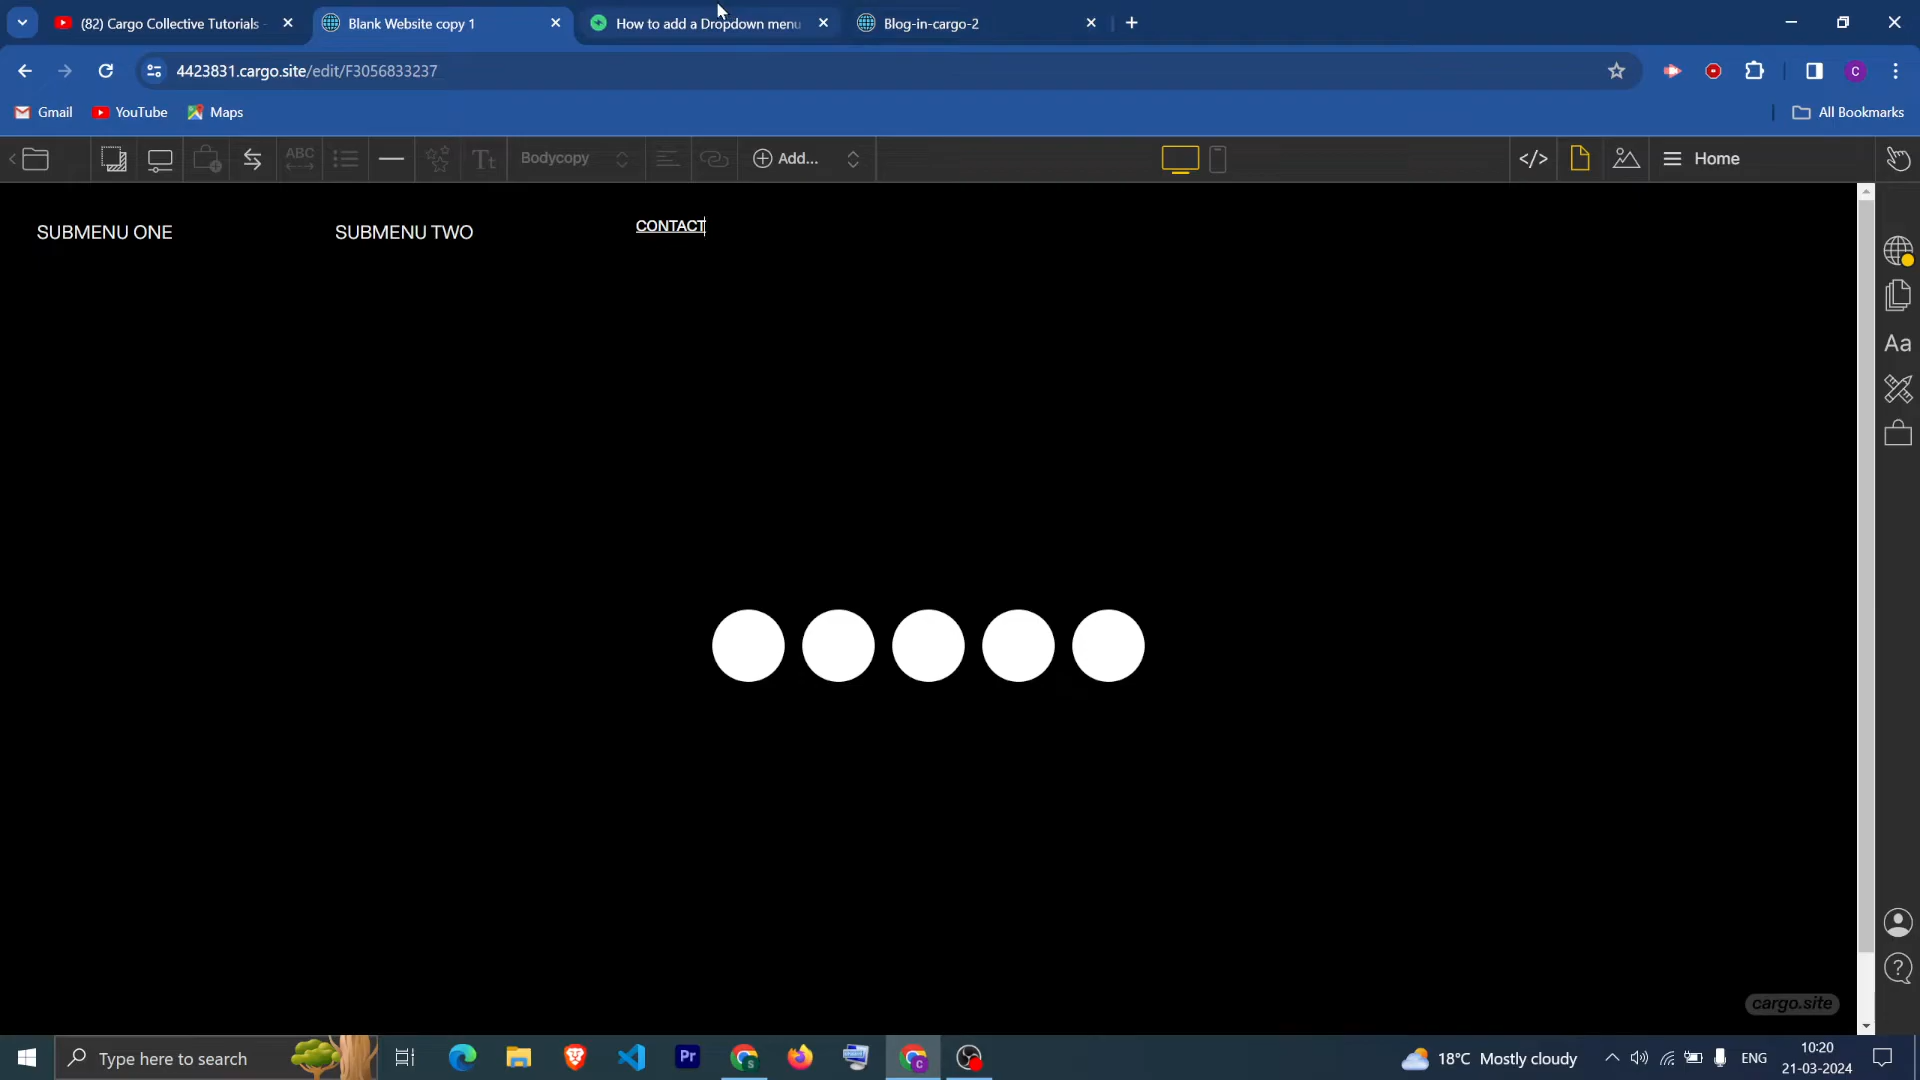 (82) Cargo Collective Tutorials -
Blank Website copy 1
How to add a Dropdown menu
Blog-in-cargo-2
4423831.cargo.site/edit/F3056833237
C
Gmail
YouTube
Maps
All Bookmarks
ABC
Tt
Bodycopy
Add...
</>
Home
SUBMENU ONE
SUBMENU TWO
CONTACT
Aa
cargo.site
Type here to search
Pr
S
C
18°C Mostly cloudy
ENG
10:20
21-03-2024